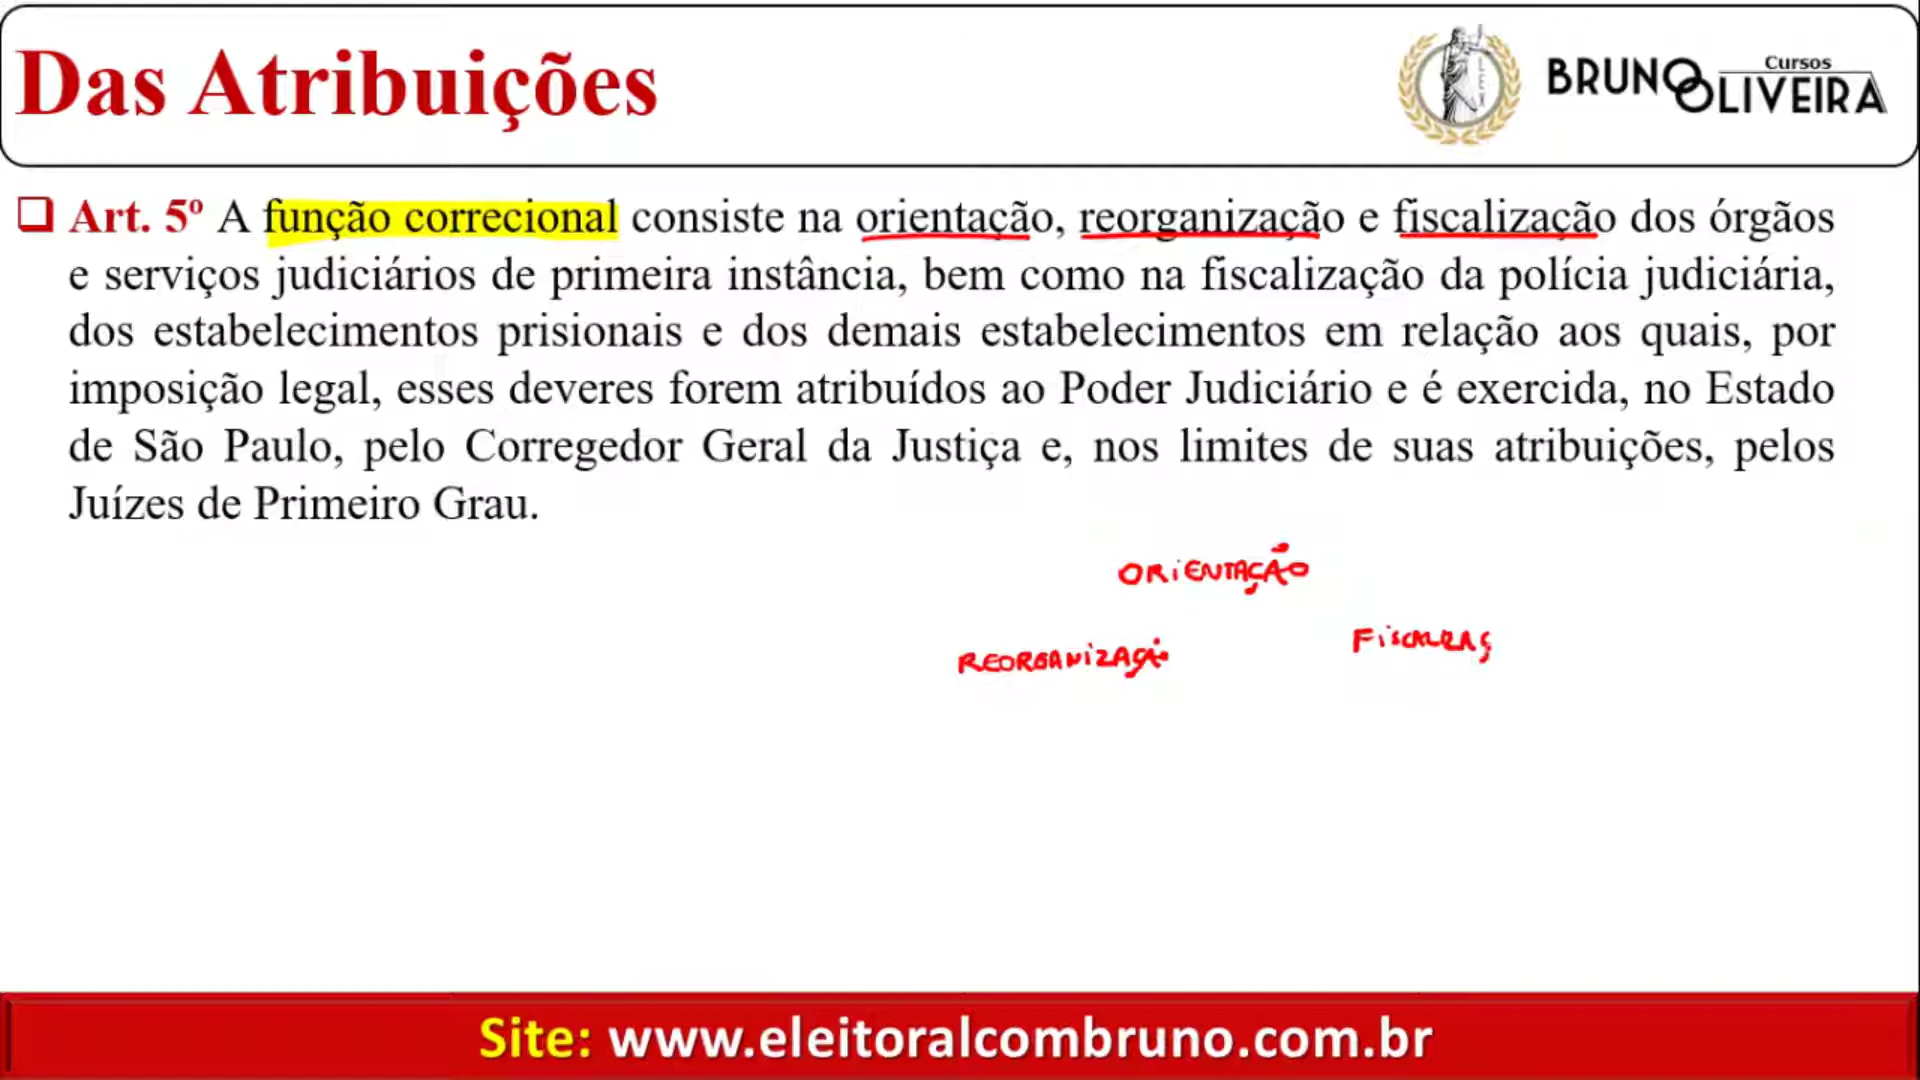 Das Atribuições
Cursos
BRUNO OLIVEIRA
LEX
Art. 5º A função correcional consiste na orientação, reorganização e fiscalização dos órgãos
e serviços judiciários de primeira instância, bem como na fiscalização da polícia judiciária,
dos estabelecimentos prisionais e dos demais estabelecimentos em relação aos quais, por
imposição legal, esses deveres forem atribuídos ao Poder Judiciário e é exercida, no Estado
de São Paulo, pelo Corregedor Geral da Justiça e, nos limites de suas atribuições, pelos
Juízes de Primeiro Grau.
ORIENTAÇÃO
REORGANIZAÇÃO
Site: www.eleitoralcombruno.com.br